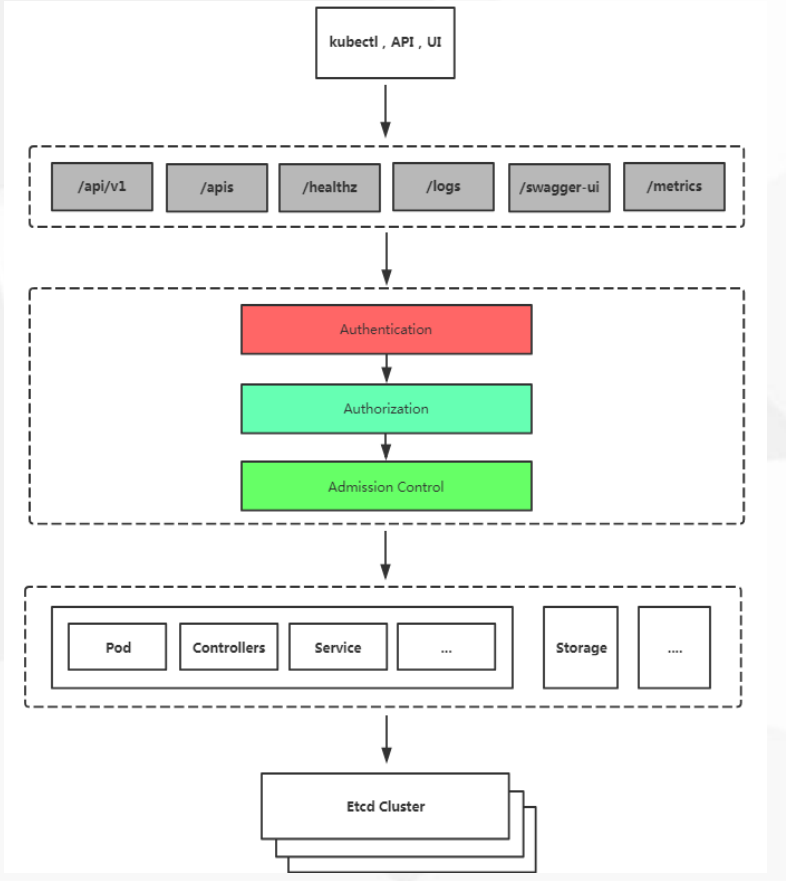 kubectl , API , UI
/api/v1
/apis
/healthz
/logs
/swagger-ui
/metrics
Authentication
Authorization
Admission Control
Pod
Controllers
Service
...
Storage
....
Etcd Cluster